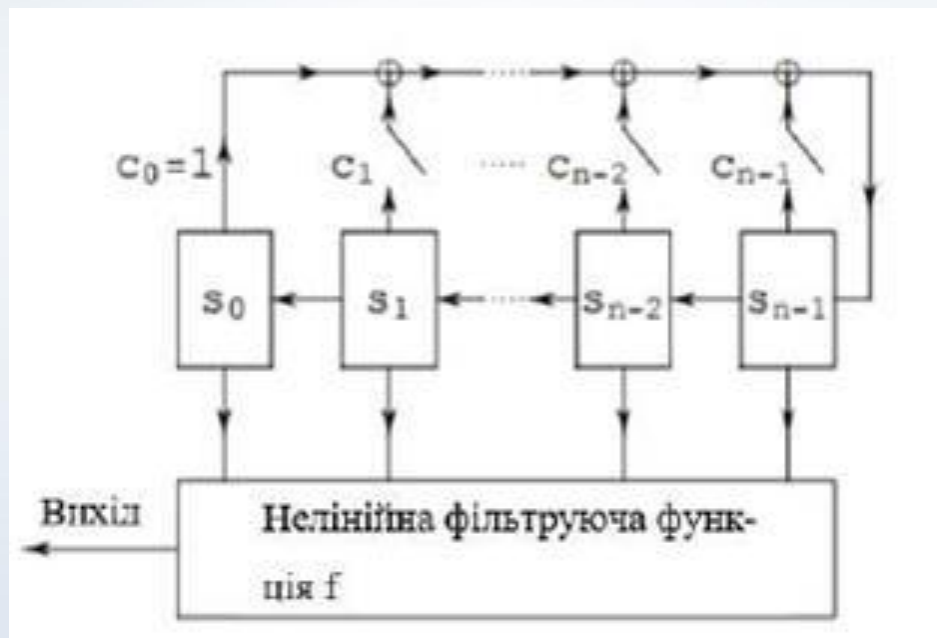 c₀=1 c₁ ..... cₙ₋₂ cₙ₋₁
s₀ s₁ sₙ₋₂ sₙ₋₁
Вихід
Нелінійна фільтруюча функ-
ція f